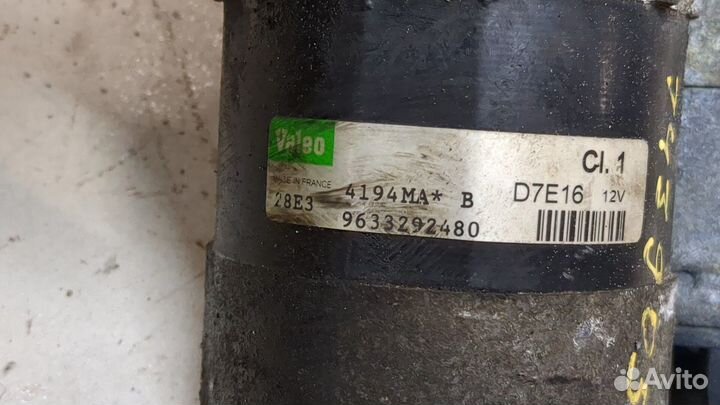 Valeo
MADE IN FRANCE
Cl. 1
28E3 4194MA* B D7E16 12V
9633292480
Avito